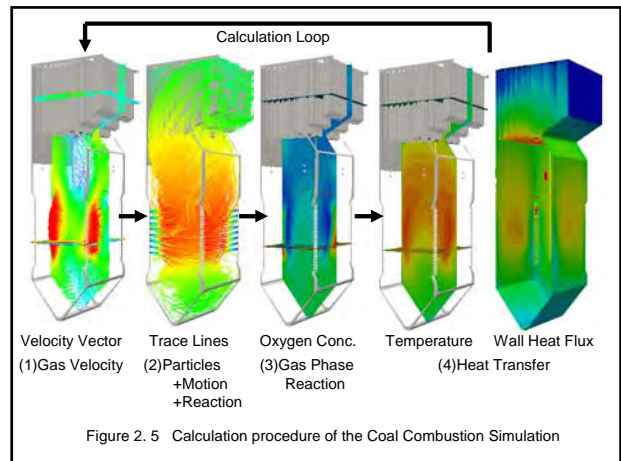 Calculation Loop
Velocity Vector
(1)Gas Velocity
Trace Lines
(2)Particles
+Motion
+Reaction
Oxygen Conc.
(3)Gas Phase
Reaction
Temperature
Wall Heat Flux
(4)Heat Transfer
Figure 2. 5 Calculation procedure of the Coal Combustion Simulation